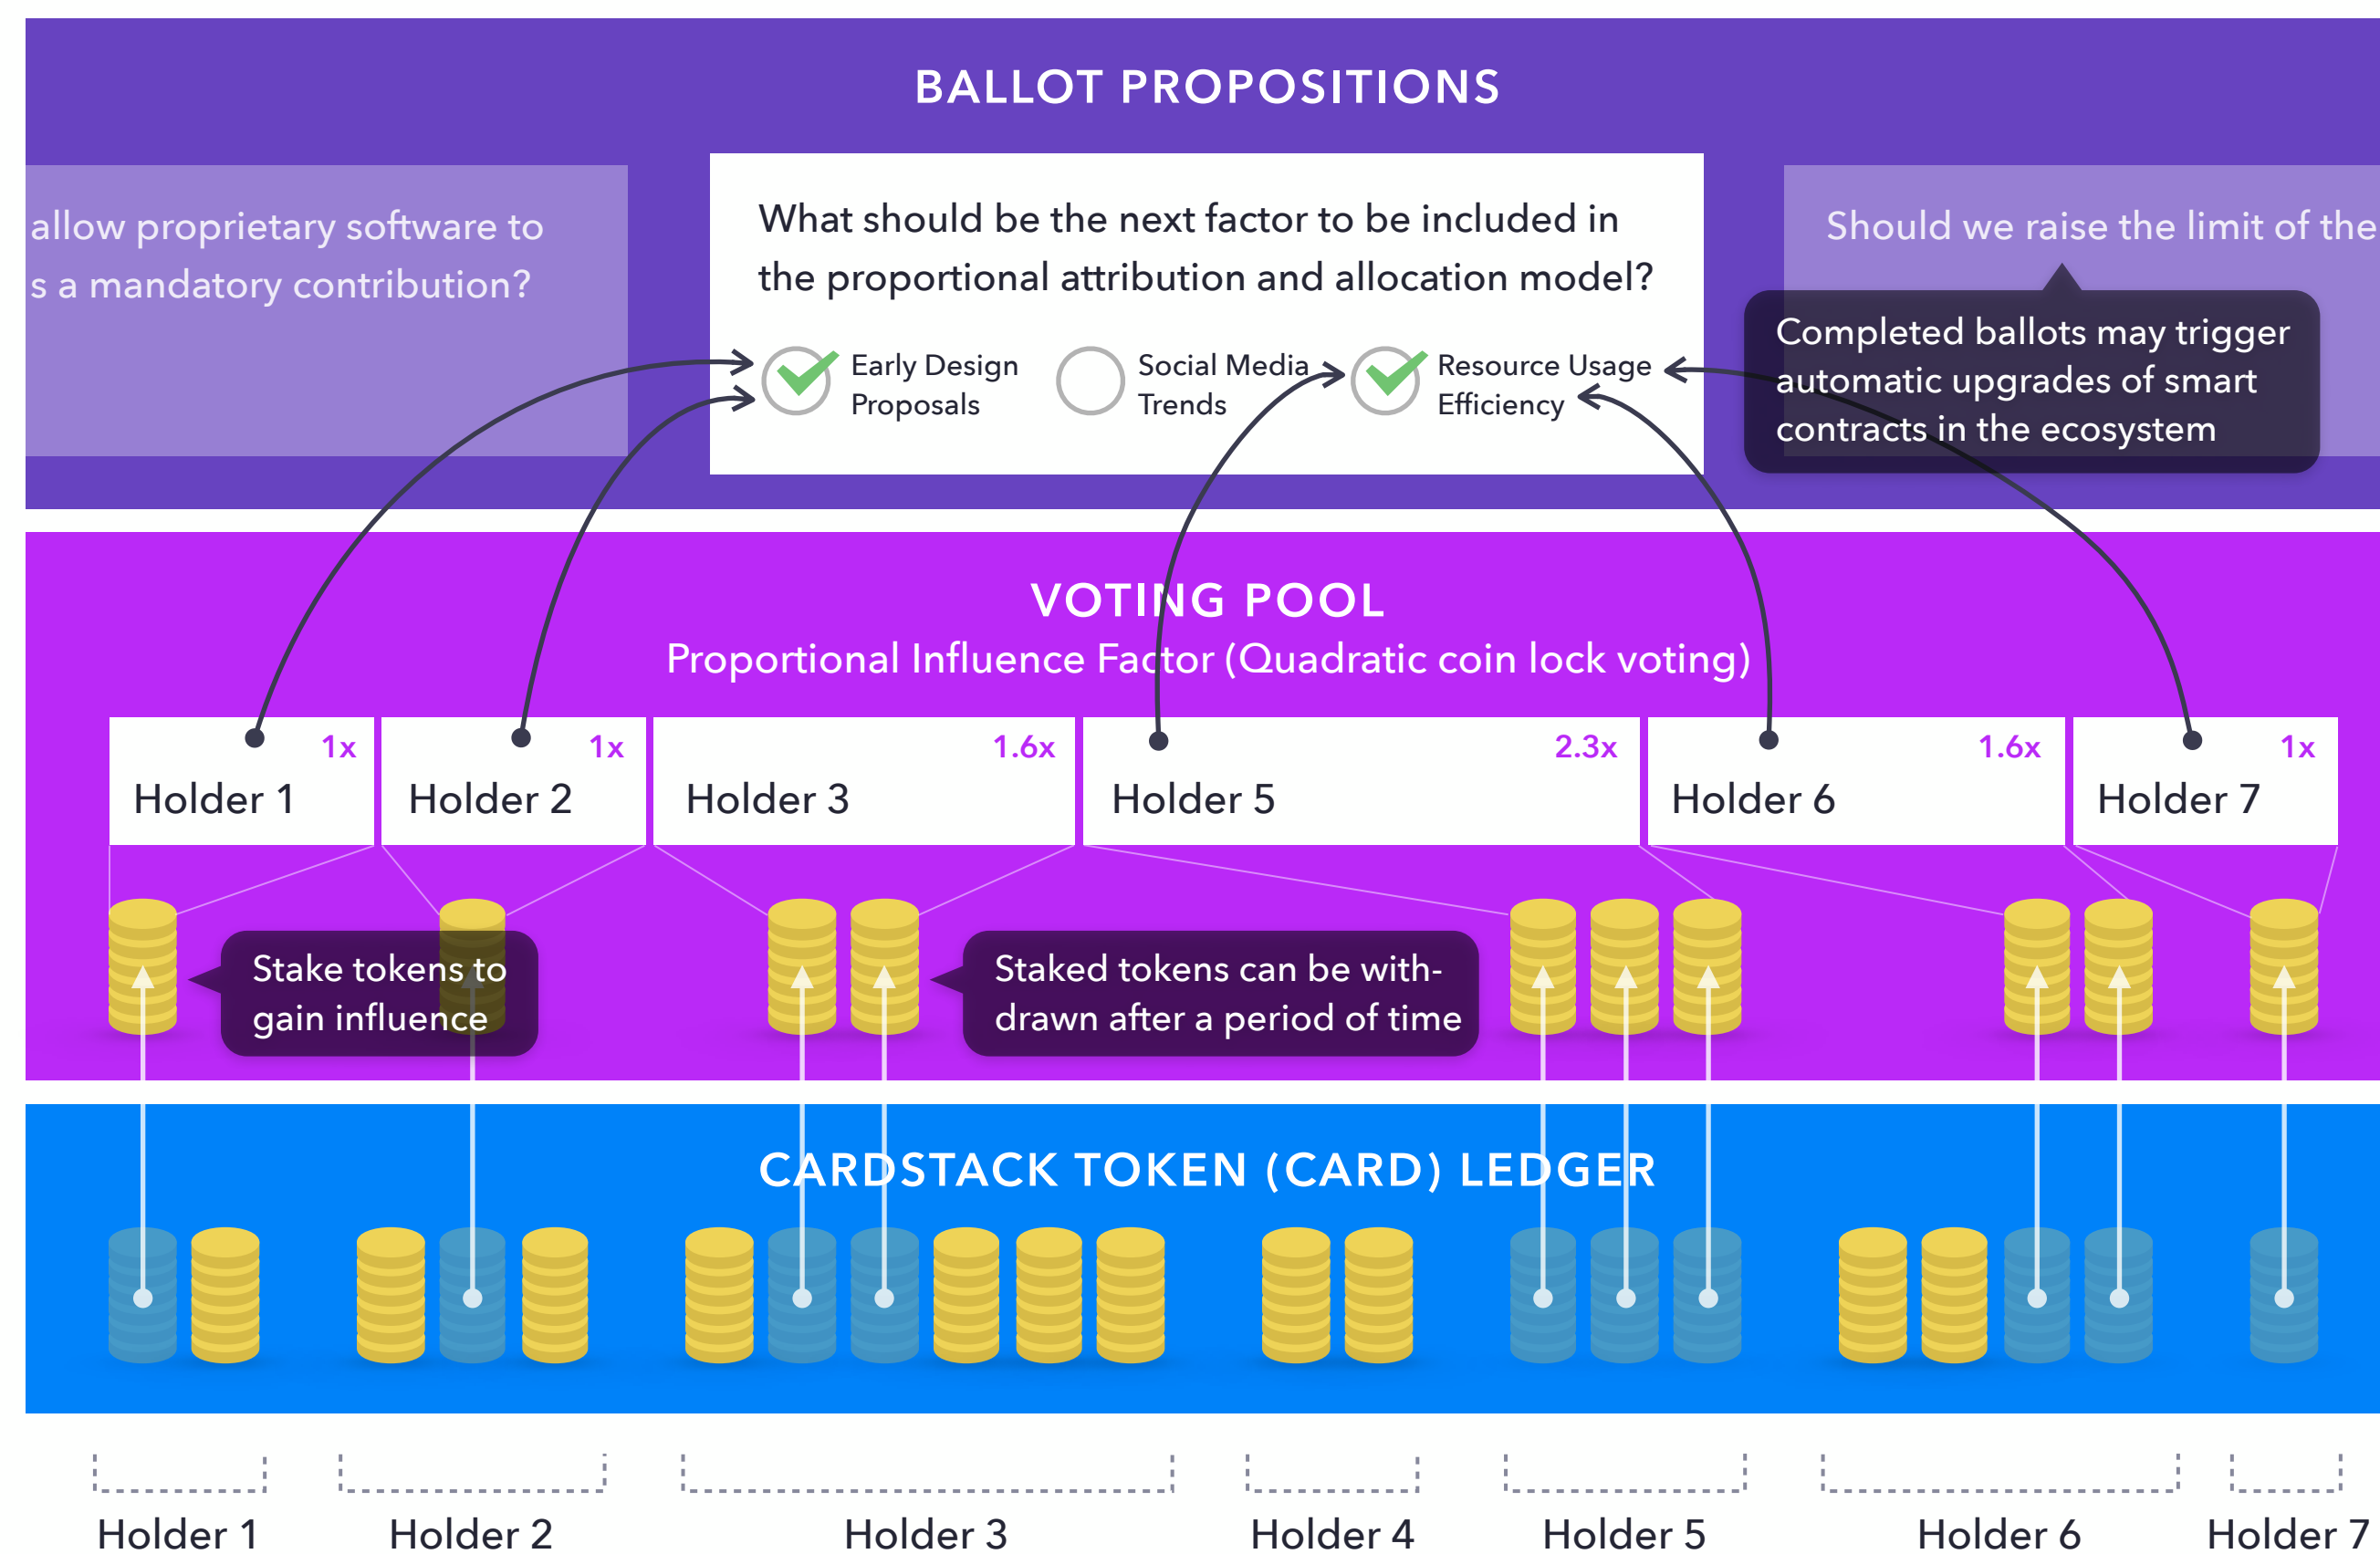 BALLOT PROPOSITIONS
allow proprietary software to
s a mandatory contribution?
What should be the next factor to be included in
the proportional attribution and allocation model?
Early Design
Proposals
Social Media
Trends
Resource Usage
Efficiency
Should we raise the limit of the
Completed ballots may trigger
automatic upgrades of smart
contracts in the ecosystem
VOTING POOL
Proportional Influence Factor (Quadratic coin lock voting)
1x
Holder 1
1x
Holder 2
1.6x
Holder 3
2.3x
Holder 5
1.6x
Holder 6
1x
Holder 7
Stake tokens to
gain influence
Staked tokens can be with-
drawn after a period of time
CARDSTACK TOKEN (CARD) LEDGER
Holder 1
Holder 2
Holder 3
Holder 4
Holder 5
Holder 6
Holder 7